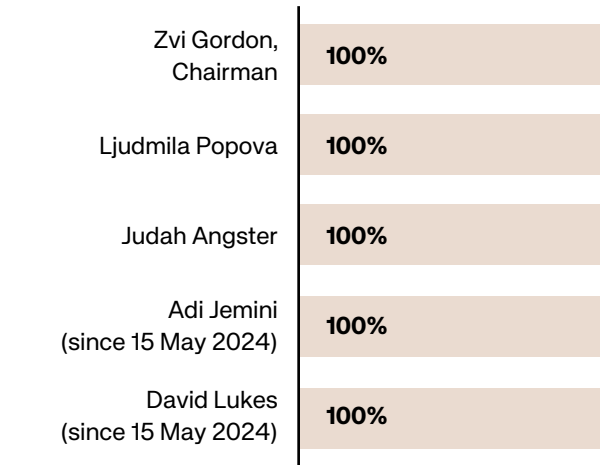 Zvi Gordon,
Chairman
100%
Ljudmila Popova
100%
Judah Angster
100%
Adi Jemini
(since 15 May 2024)
100%
David Lukes
(since 15 May 2024)
100%